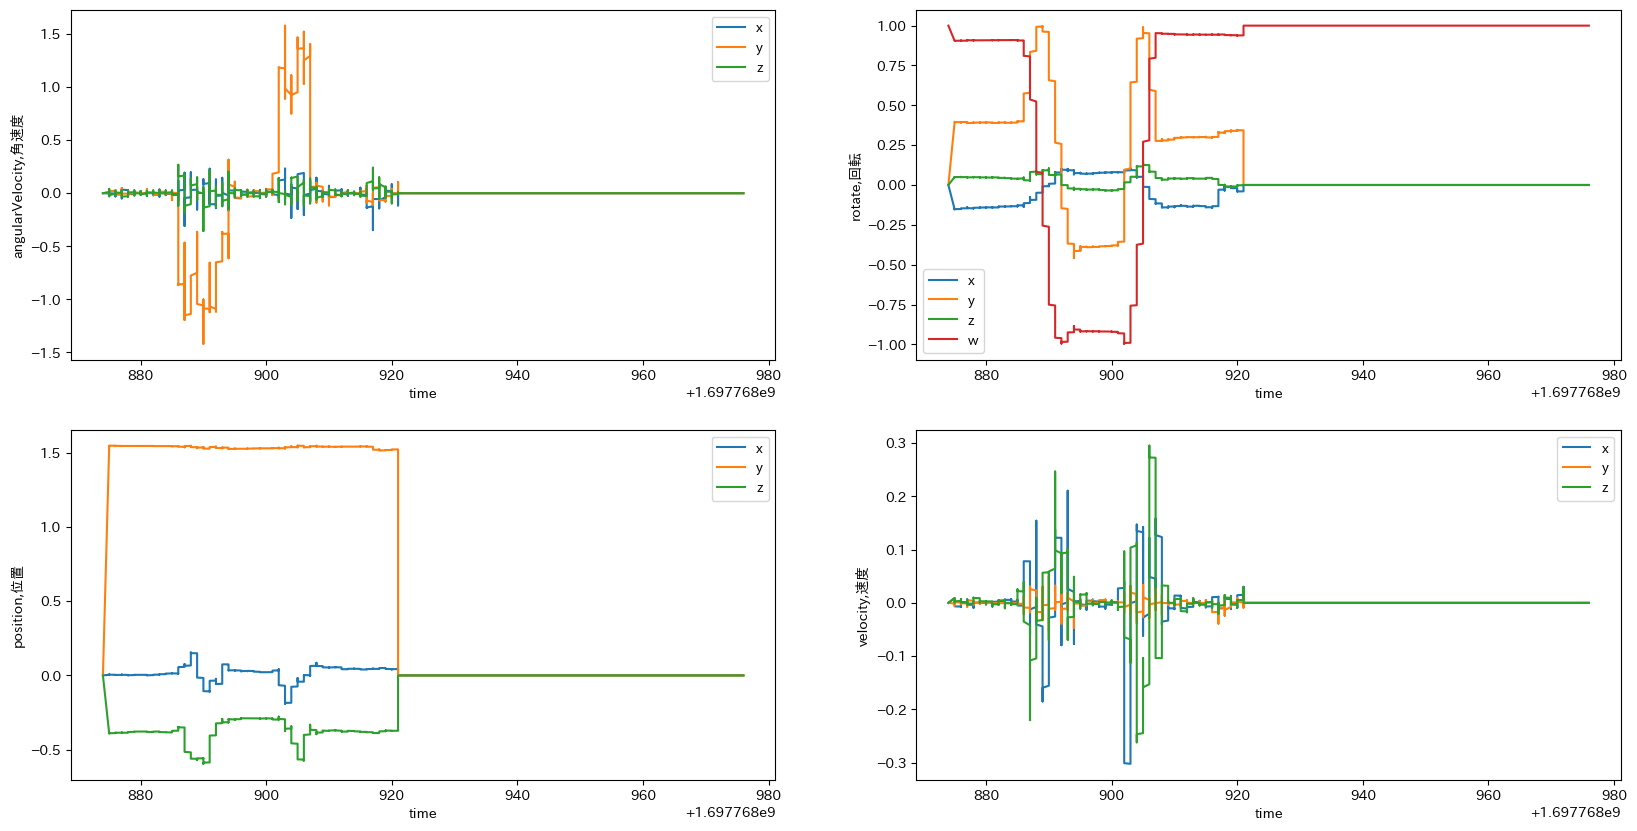 angularVelocity,角速度
1.5
1.0
0.5
0.0
−0.5
−1.0
−1.5
880 900 920 940 960 980
time
+1.697768e9
x
y
z
rotate,回転
1.00
0.75
0.50
0.25
0.00
−0.25
−0.50
−0.75
−1.00
880 900 920 940 960 980
time
+1.697768e9
x
y
z
w
position,位置
1.5
1.0
0.5
0.0
−0.5
880 900 920 940 960 980
time
+1.697768e9
x
y
z
velocity,速度
0.3
0.2
0.1
0.0
−0.1
−0.2
−0.3
880 900 920 940 960 980
time
+1.697768e9
x
y
z